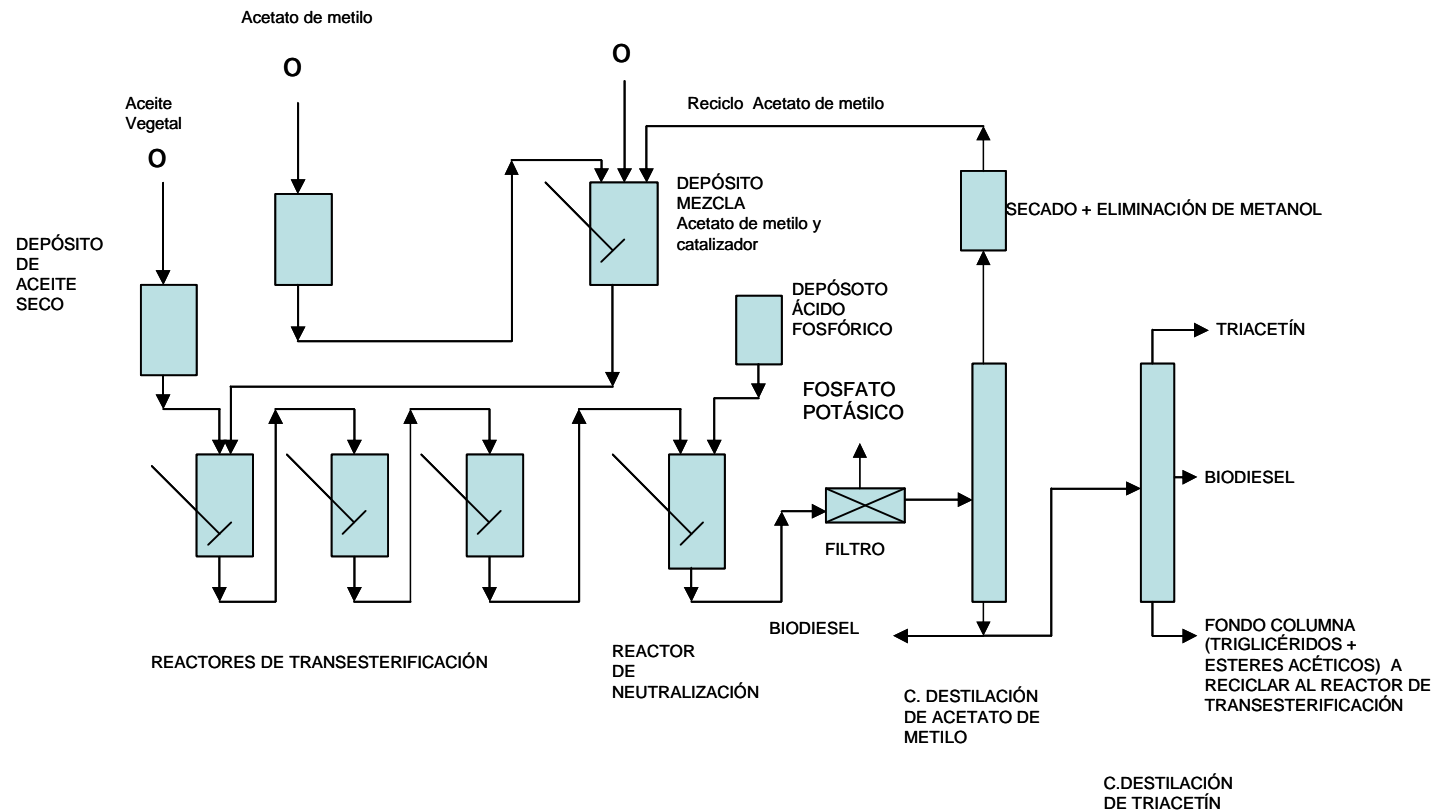 Acetato de metilo
O
O
Aceite
Vegetal
O
Reciclo Acetato de metilo
DEPÓSITO
MEZCLA
Acetato de metilo y
catalizador
SECADO + ELIMINACIÓN DE METANOL
DEPÓSITO
DE
ACEITE
SECO
DEPÓSOTO
ÁCIDO
FOSFÓRICO
TRIACETÍN
FOSFATO
POTÁSICO
BIODIESEL
FILTRO
BIODIESEL
FONDO COLUMNA
(TRIGLICÉRIDOS +
ESTERES ACÉTICOS) A
RECICLAR AL REACTOR DE
TRANSESTERIFICACIÓN
REACTORES DE TRANSESTERIFICACIÓN
REACTOR
DE
NEUTRALIZACIÓN
C. DESTILACIÓN
DE ACETATO DE
METILO
C.DESTILACIÓN
DE TRIACETÍN